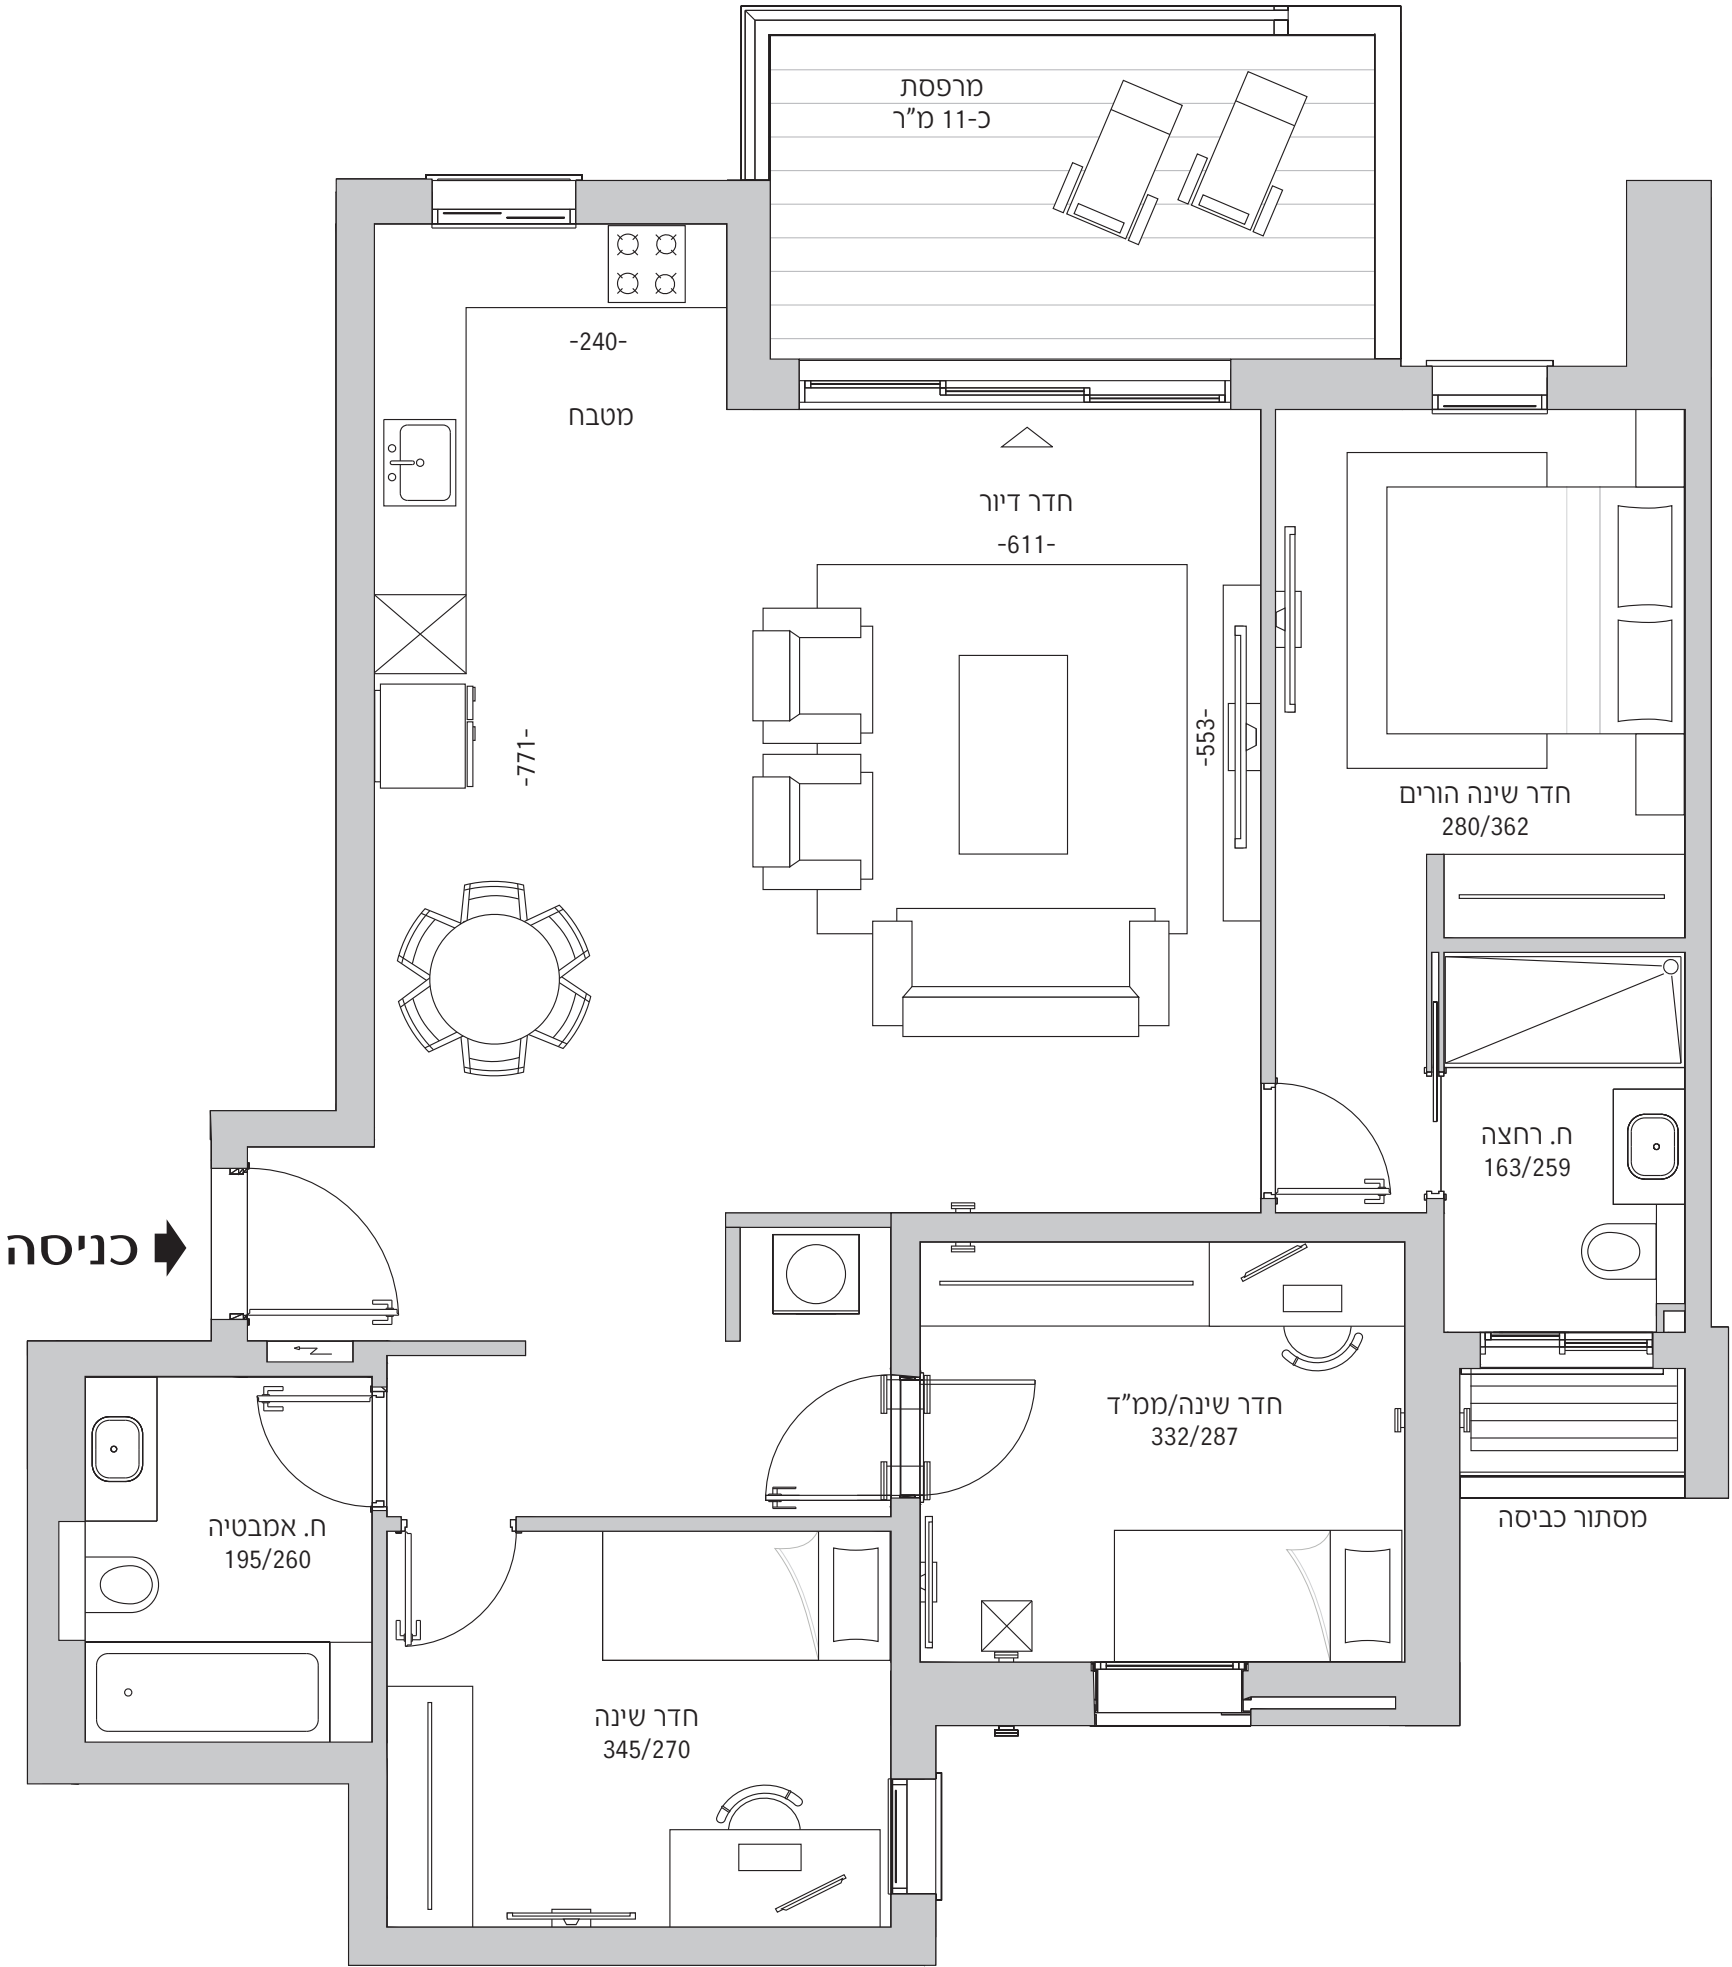 מרפסת
כ-11 מ"ר
-240-
מטבח
חדר דיור
-611-
-553-
-771-
חדר שינה הורים
280/362
ח. רחצה
163/259
כניסה
חדר שינה/ממ"ד
332/287
מסתור כביסה
ח. אמבטיה
195/260
חדר שינה
345/270